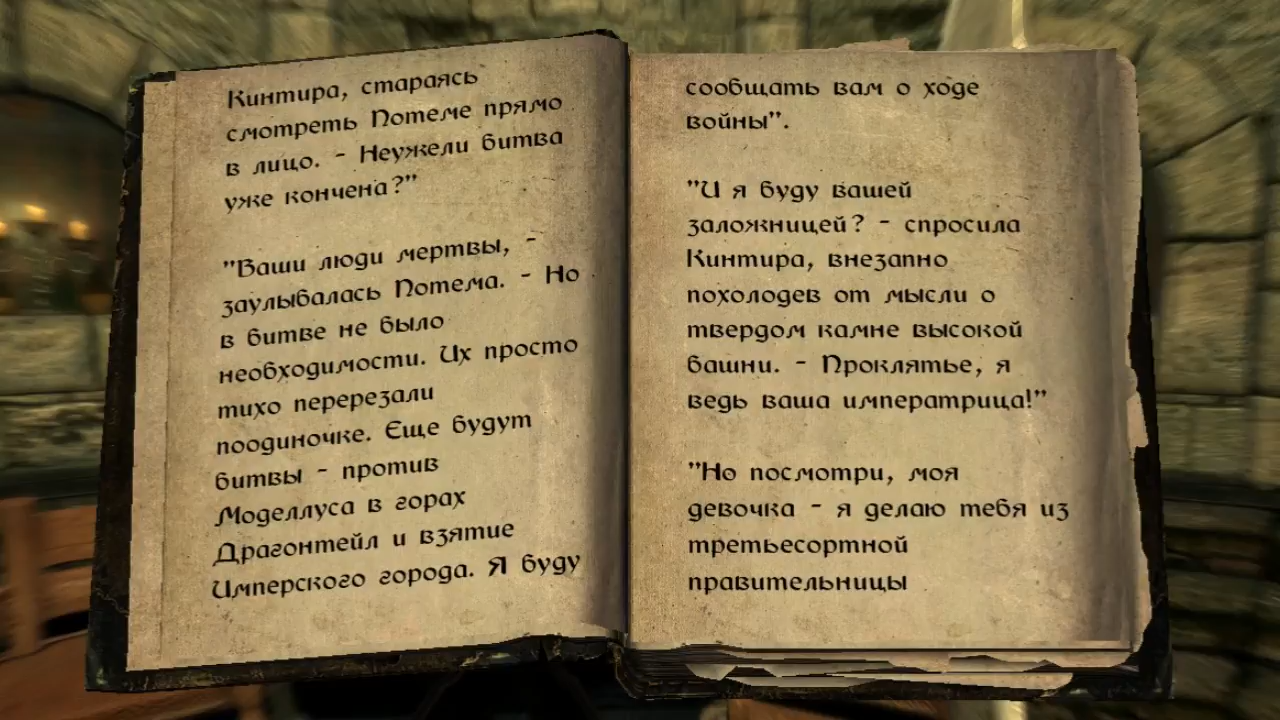 Кинтира, стараясь
смотреть Потеме прямо
в лицо. - Неужели битва
уже кончена?"
"Ваши люди мертвы, -
заулыбалась Потема. - Но
в битве не было
необходимости. Их просто
тихо перерезали
поодиночке. Еще будут
битвы - против
Моделлуса в горах
Драгонтейл и взятие
Имперского города. Я буду
сообщать вам о ходе
войны".
"И я буду вашей
заложницей? - спросила
Кинтира, внезапно
похолодев от мысли о
твердом камне высокой
башни. - Проклятье, я
ведь ваша императрица!"
"Но посмотри, моя
девочка - я делаю тебя из
третьесортной
правительницы